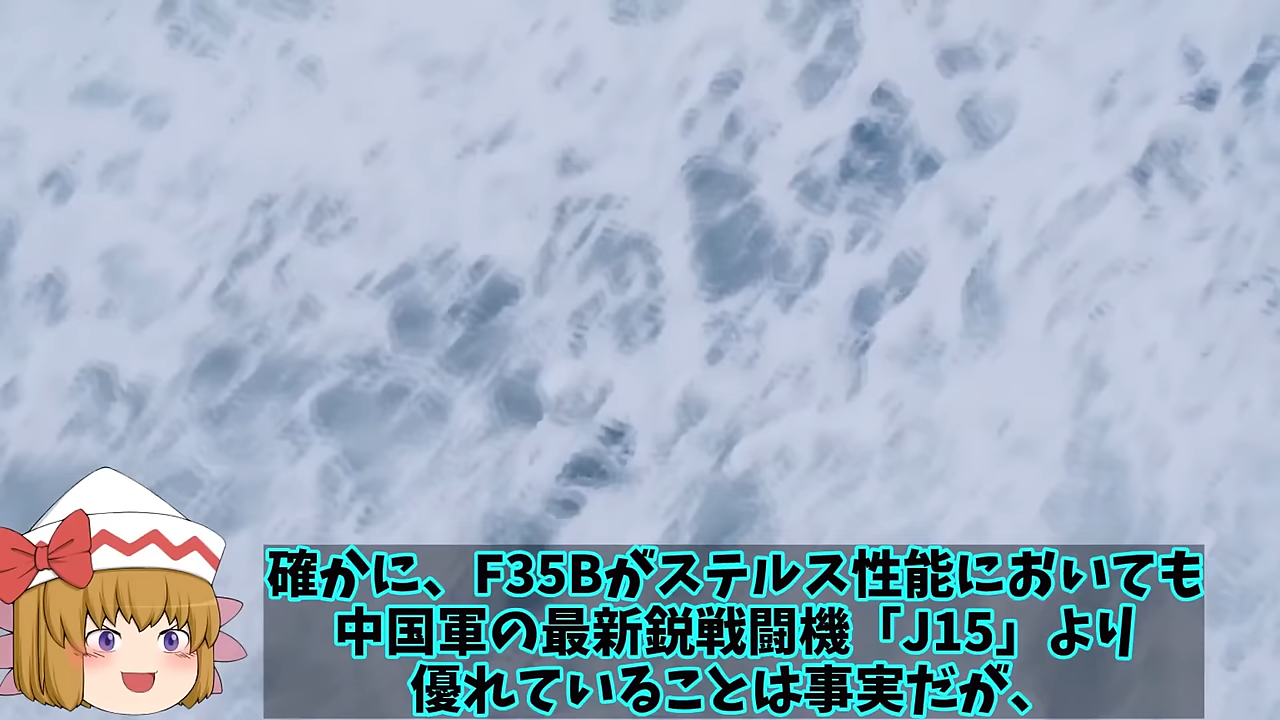 確かに、F35Bがステルス性能においても
中国軍の最新鋭戦闘機「J15」より
優れていることは事実だが、